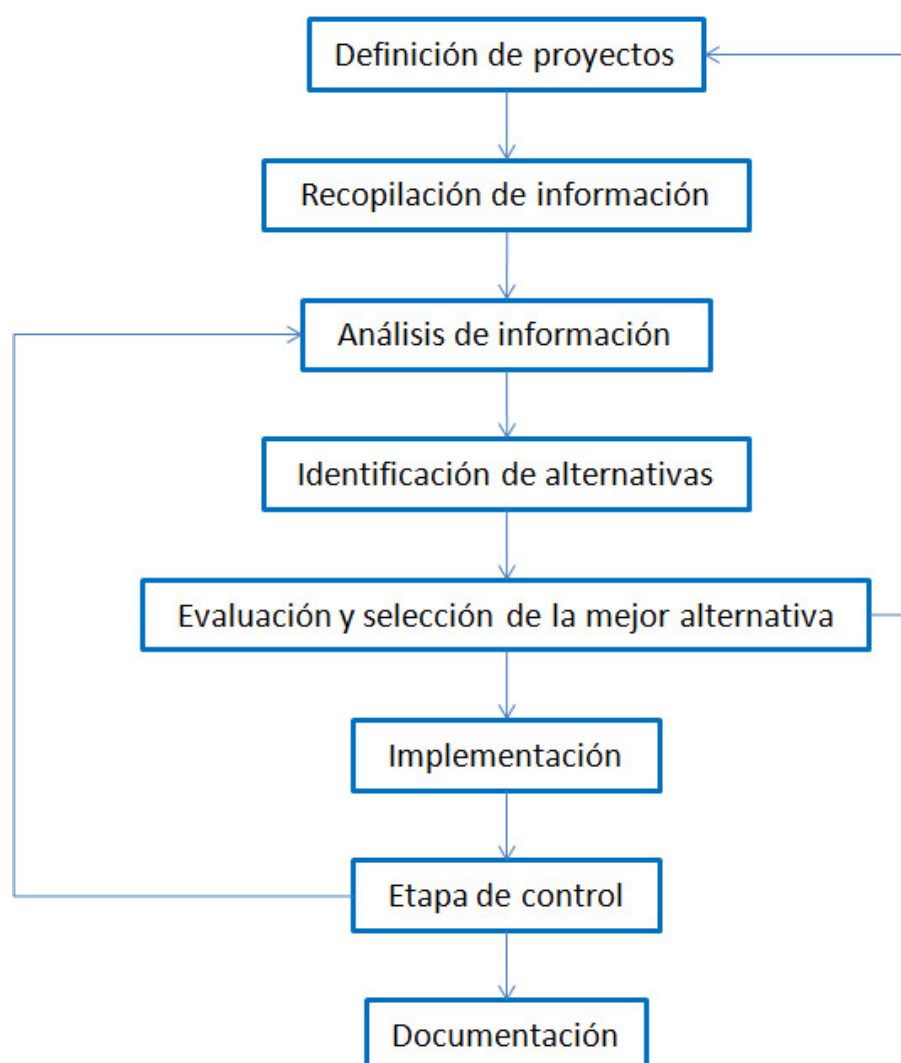 Definición de proyectos
Recopilación de información
Análisis de información
Identificación de alternativas
Evaluación y selección de la mejor alternativa
Implementación
Etapa de control
Documentación